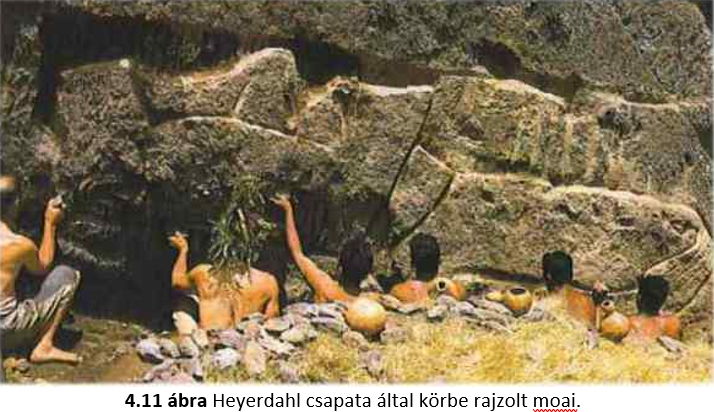 4.11 ábra Heyerdahl csapata által körbe rajzolt moai.